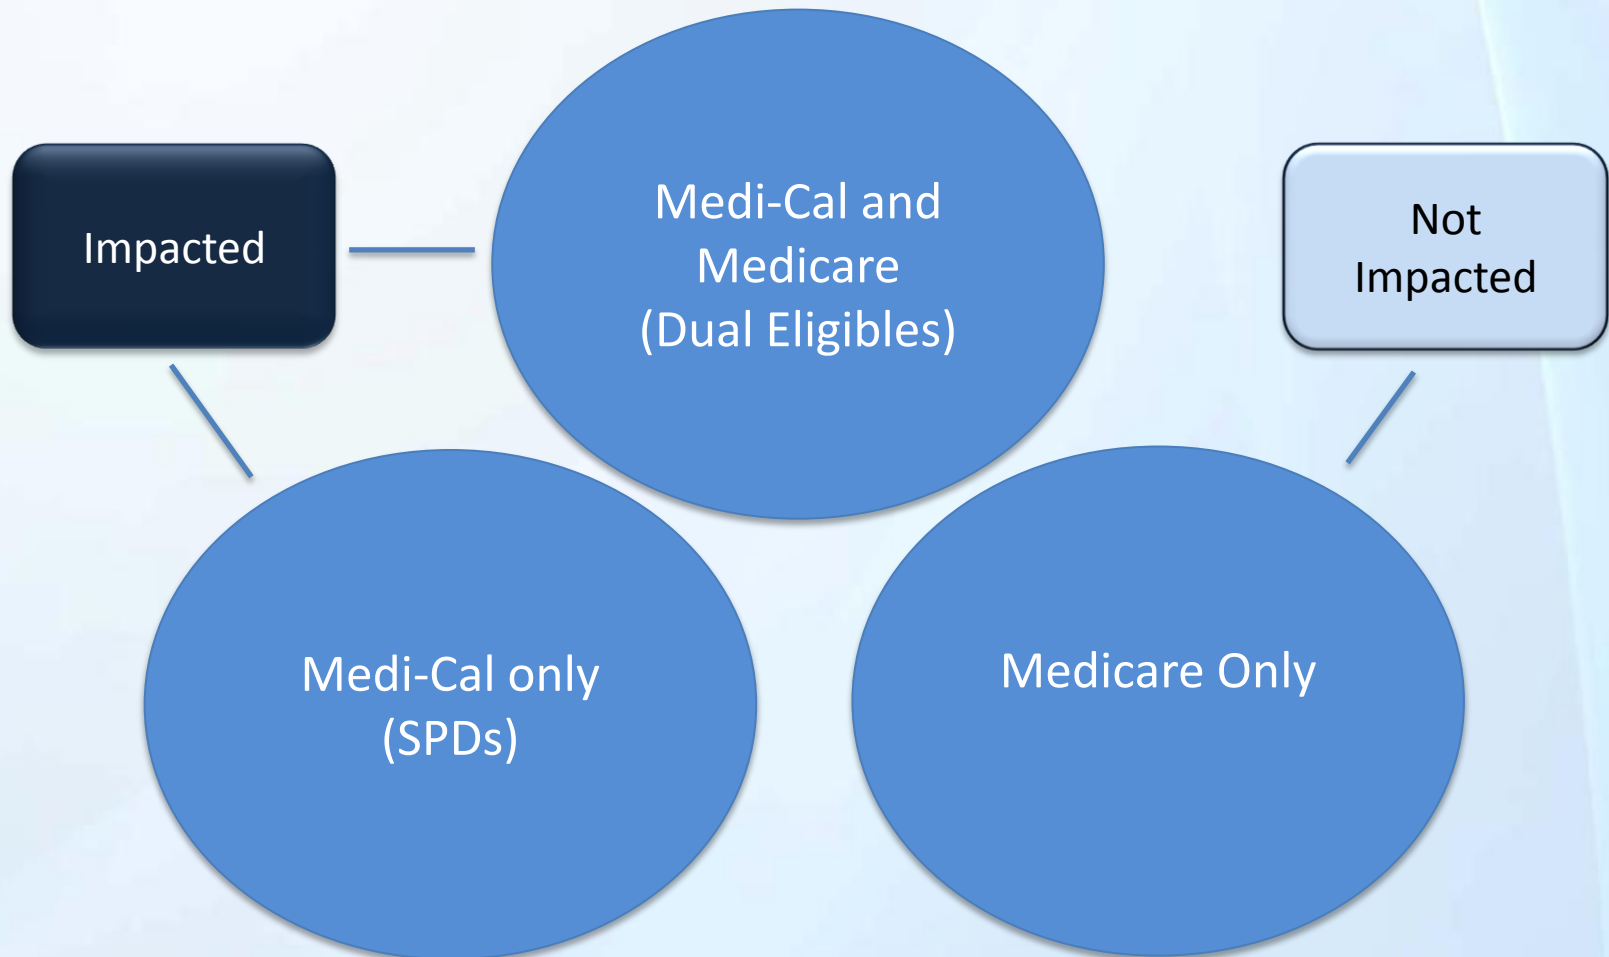 Impacted
Medi-Cal and
Medicare
(Dual Eligibles)
Not
Impacted
Medi-Cal only
(SPDs)
Medicare Only